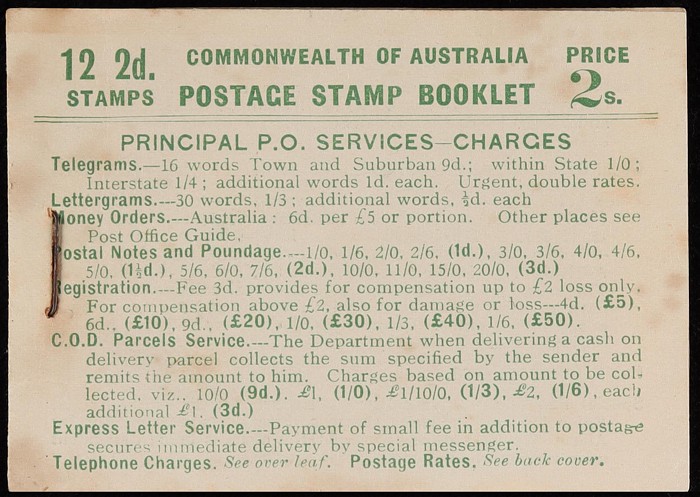 12 2d. COMMONWEALTH OF AUSTRALIA PRICE
STAMPS POSTAGE STAMP BOOKLET 2s.
PRINCIPAL P.O. SERVICES—CHARGES
Telegrams.—16 words Town and Suburban 9d.; within State 1/0;
Interstate 1/4; additional words 1d. each. Urgent, double rates.
Lettergrams.---30 words, 1/3; additional words, ½d. each
Money Orders.---Australia: 6d. per £5 or portion. Other places see
Post Office Guide.
Postal Notes and Poundage.---1/0, 1/6, 2/0, 2/6, (1d.), 3/0, 3/6, 4/0, 4/6,
5/0, (1½d.), 5/6, 6/0, 7/6, (2d.), 10/0, 11/0, 15/0, 20/0, (3d.)
Registration.---Fee 3d. provides for compensation up to £2 loss only.
For compensation above £2, also for damage or loss---4d. (£5),
6d., (£10), 9d., (£20), 1/0, (£30), 1/3, (£40), 1/6, (£50).
C.O.D. Parcels Service.---The Department when delivering a cash on
delivery parcel collects the sum specified by the sender and
remits the amount to him. Charges based on amount to be col-
lected, viz., 10/0 (9d.). £1, (1/0), £1/10/0, (1/3), £2, (1/6), each
additional £1. (3d.)
Express Letter Service.---Payment of small fee in addition to postage
secures immediate delivery by special messenger.
Telephone Charges. See over leaf. Postage Rates. See back cover.